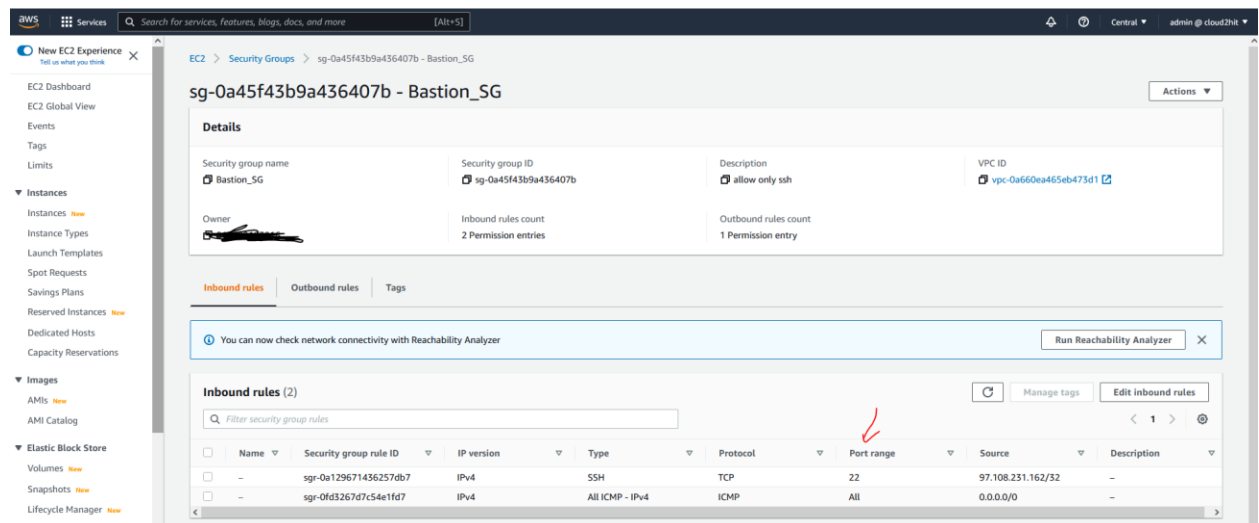 aws Services Search for services, features, blogs, docs, and more [Alt+S] Central ▼ admin @ cloud2hit ▼
New EC2 Experience
Tell us what you think
EC2 Dashboard
EC2 Global View
Events
Tags
Limits
▼ Instances
Instances New
Instance Types
Launch Templates
Spot Requests
Savings Plans
Reserved Instances New
Dedicated Hosts
Capacity Reservations
▼ Images
AMIs New
AMI Catalog
▼ Elastic Block Store
Volumes New
Snapshots New
Lifecycle Manager New
EC2 > Security Groups > sg-0a45f43b9a436407b - Bastion_SG
sg-0a45f43b9a436407b - Bastion_SG Actions ▼
Details
Security group name Security group ID Description VPC ID
Bastion_SG sg-0a45f43b9a436407b allow only ssh vpc-0a660ea465eb473d1
Owner Inbound rules count Outbound rules count
2 Permission entries 1 Permission entry
Inbound rules Outbound rules Tags
You can now check network connectivity with Reachability Analyzer Run Reachability Analyzer
Inbound rules (2) Manage tags Edit inbound rules
Filter security group rules < 1 >
Name Security group rule ID IP version Type Protocol Port range Source Description
– sgr-0a129671436257db7 IPv4 SSH TCP 22 97.108.231.162/32 –
– sgr-0fd3267d7c54e1fd7 IPv4 All ICMP - IPv4 ICMP All 0.0.0.0/0 –